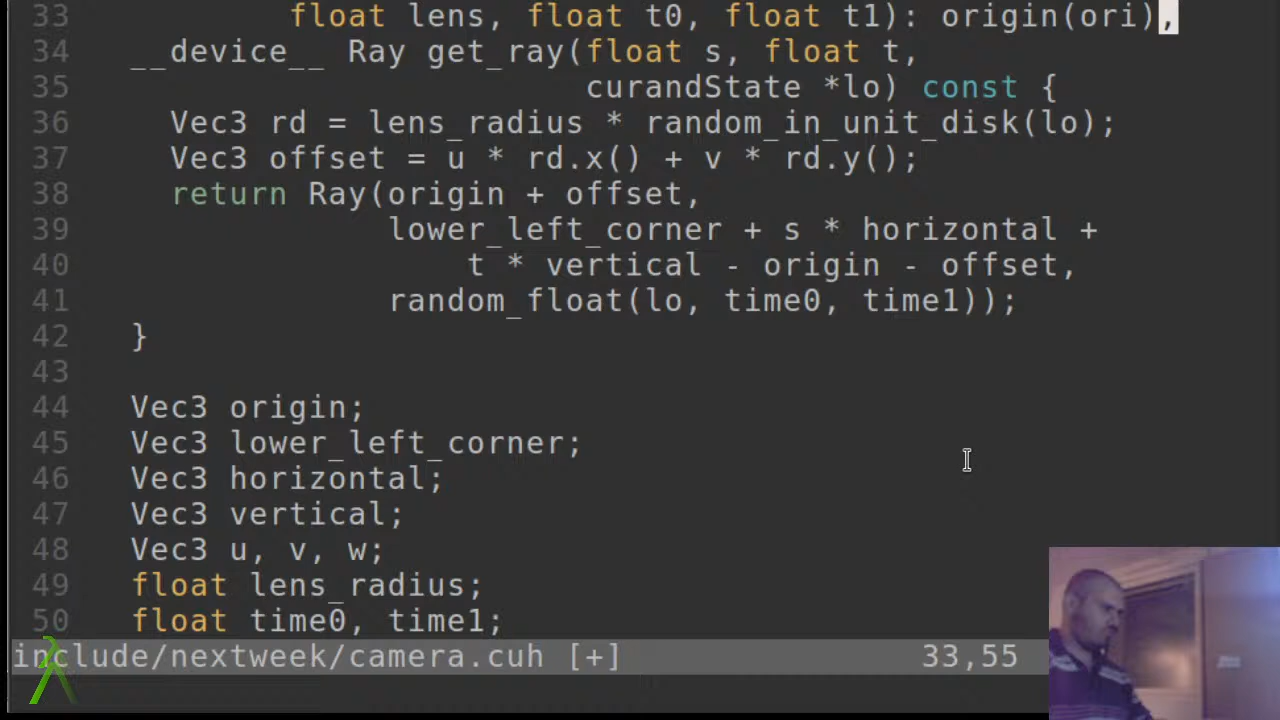 33 float lens, float t0, float t1): origin(ori),
34 __device__ Ray get_ray(float s, float t,
35 curandState *lo) const {
36 Vec3 rd = lens_radius * random_in_unit_disk(lo);
37 Vec3 offset = u * rd.x() + v * rd.y();
38 return Ray(origin + offset,
39 lower_left_corner + s * horizontal +
40 t * vertical - origin - offset,
41 random_float(lo, time0, time1));
42 }
43
44 Vec3 origin;
45 Vec3 lower_left_corner;
46 Vec3 horizontal;
47 Vec3 vertical;
48 Vec3 u, v, w;
49 float lens_radius;
50 float time0, time1;
include/nextweek/camera.cuh [+] 33,55